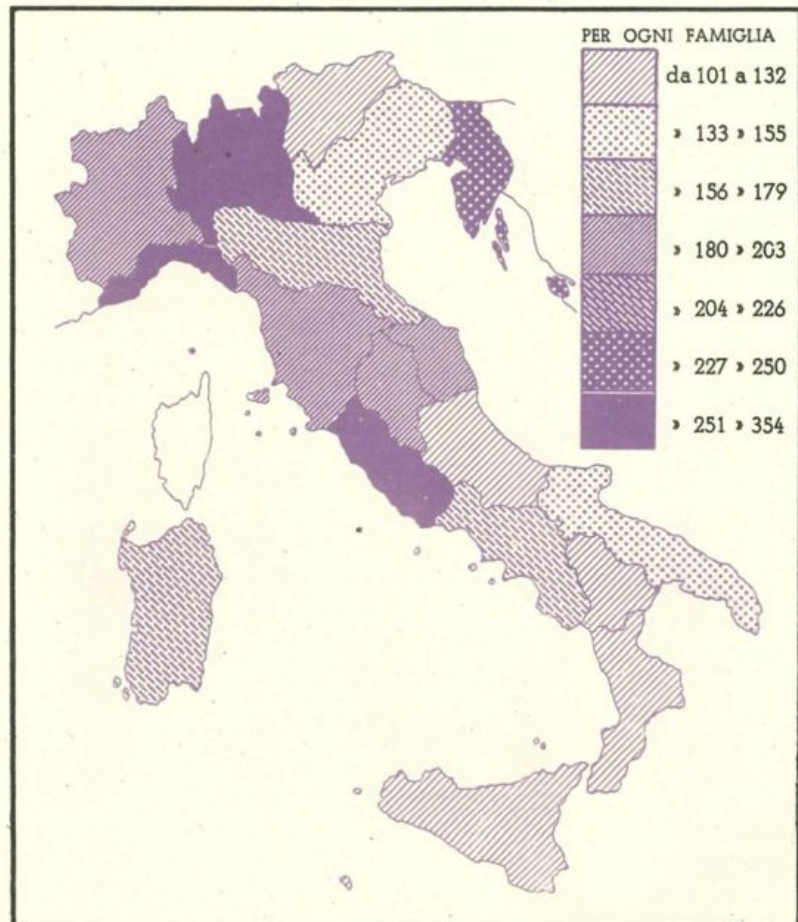 PER OGNI FAMIGLIA
da 101 a 132
» 133 » 155
» 156 » 179
» 180 » 203
» 204 » 226
» 227 » 250
» 251 » 354